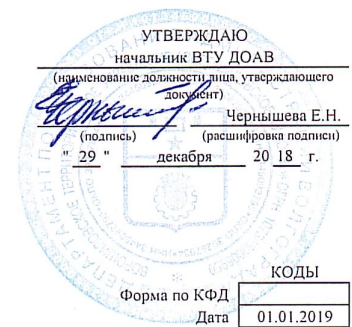 УТВЕРЖДАЮ
начальник ВТУ ДОАВ
(наименование должности лица, утверждающего
документ)
Чернышева Е.Н.
(подпись) (расшифровка подписи)
" 29 " декабря 20 18 г.
КОДЫ
Форма по КФД
Дата 01.01.2019